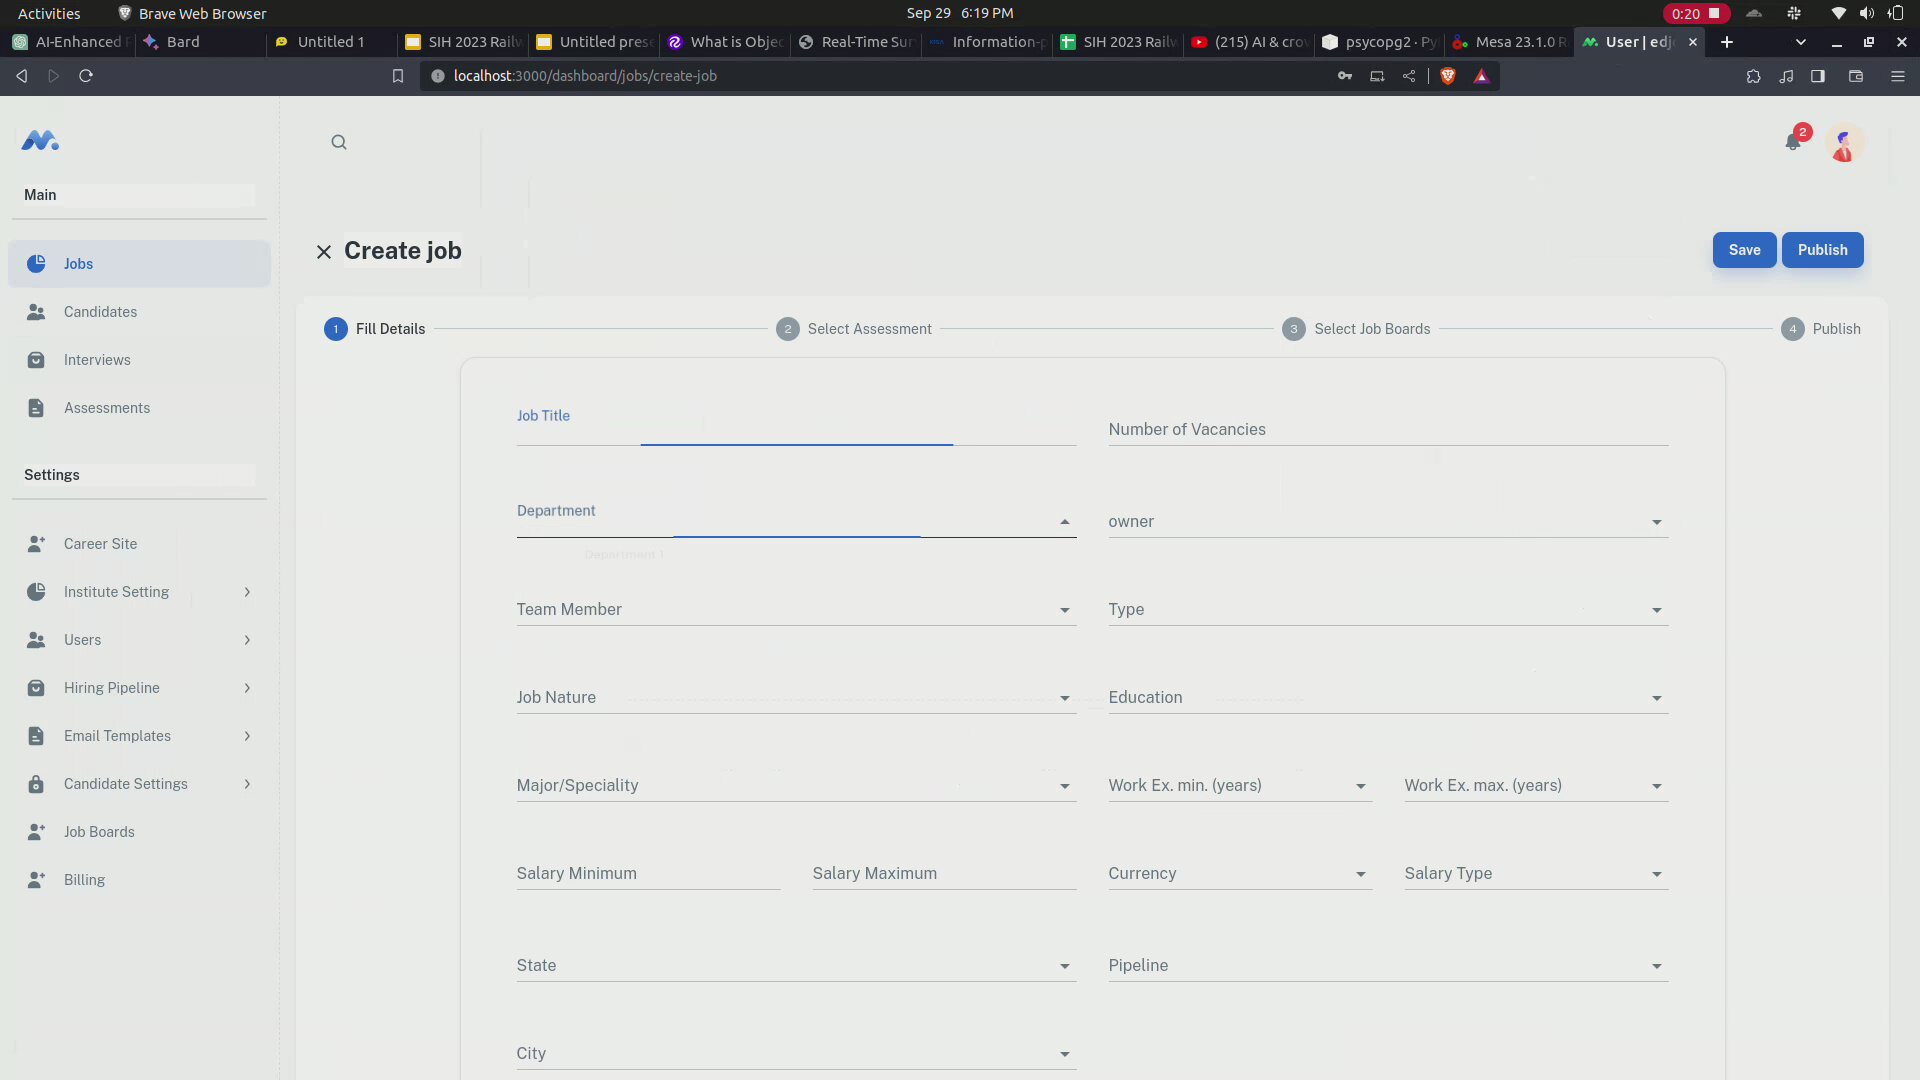 Activities
Brave Web Browser
Sep 29 6:19 PM
0:20
AI-Enhanced
Bard
Untitled 1
SIH 2023 Railw
Untitled prese
What is Objec
Real-Time Sur
Information-p
SIH 2023 Railw
(215) AI & crow
psycopg2 · Py
Mesa 23.1.0 R
User | edjo
localhost:3000/dashboard/jobs/create-job
2
Main
Create job
Save
Publish
Jobs
Candidates
Interviews
Assessments
1 Fill Details
2 Select Assessment
3 Select Job Boards
4 Publish
Job Title
Number of Vacancies
Settings
Department
owner
Department 1
Career Site
Institute Setting
Users
Hiring Pipeline
Email Templates
Candidate Settings
Job Boards
Billing
Team Member
Type
Job Nature
Education
Major/Speciality
Work Ex. min. (years)
Work Ex. max. (years)
Salary Minimum
Salary Maximum
Currency
Salary Type
State
Pipeline
City